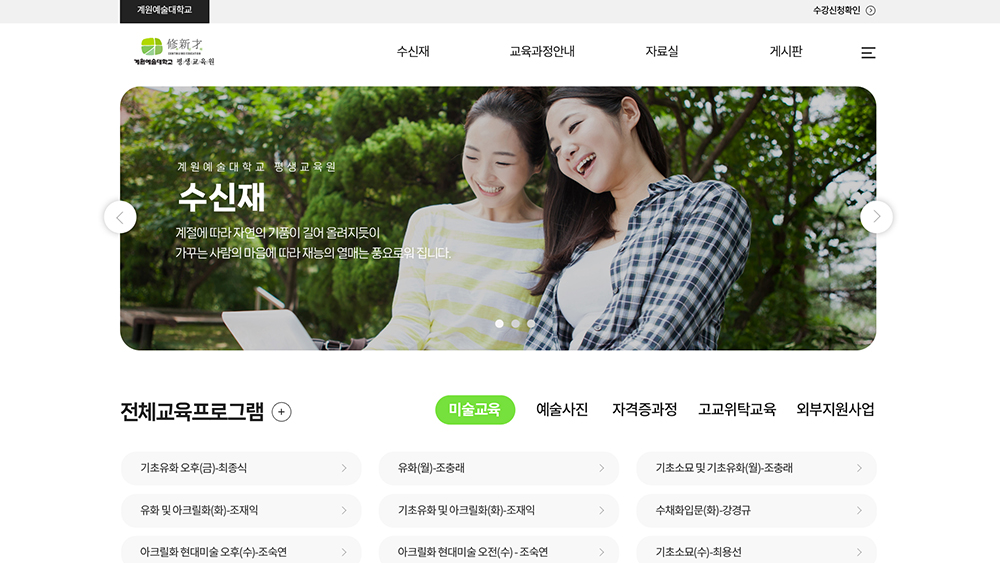 계원예술대학교
수강신청확인
修新才
계원예술대학교 평생교육원
수신재
교육과정안내
자료실
게시판
계원예술대학교 평생교육원
수신재
계절에 따라 자연의 기품이 길어 올려지듯이
가꾸는 사람의 마음에 따라 재능의 열매는 풍요로워 집니다.
전체교육프로그램
미술교육
예술사진
자격증과정
고교위탁교육
외부지원사업
기초유화 오후(금)-최종식
유화(월)-조충래
기초소묘 및 기초유화(월)-조충래
유화 및 아크릴화(화)-조재익
기초유화 및 아크릴화(화)-조재익
수채화입문(화)-강경규
아크릴화 현대미술 오후(수)-조숙연
아크릴화 현대미술 오전(수) - 조숙연
기초소묘(수)-최용선